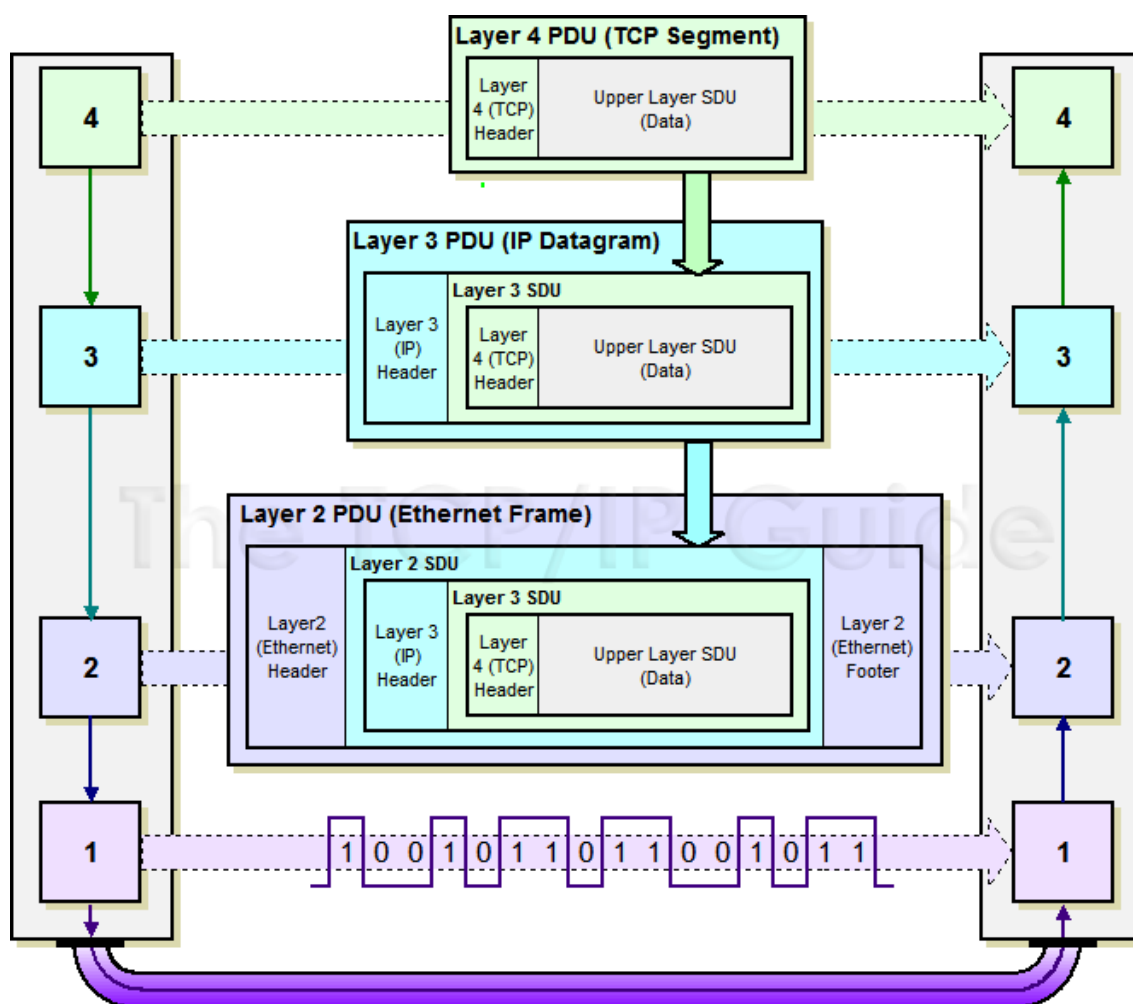 Layer 4 PDU (TCP Segment)
4
Layer
4 (TCP)
Header
Upper Layer SDU
(Data)
4
Layer 3 PDU (IP Datagram)
3
Layer 3
(IP)
Header
Layer 3 SDU
Layer
4 (TCP)
Header
Upper Layer SDU
(Data)
3
The TCP/IP Guide
Layer 2 PDU (Ethernet Frame)
2
Layer2
(Ethernet)
Header
Layer 2 SDU
Layer 3
(IP)
Header
Layer 3 SDU
Layer
4 (TCP)
Header
Upper Layer SDU
(Data)
Layer 2
(Ethernet)
Footer
2
1
1 0 0 1 0 1 1 0 1 1 0 0 1 0 1 1
1